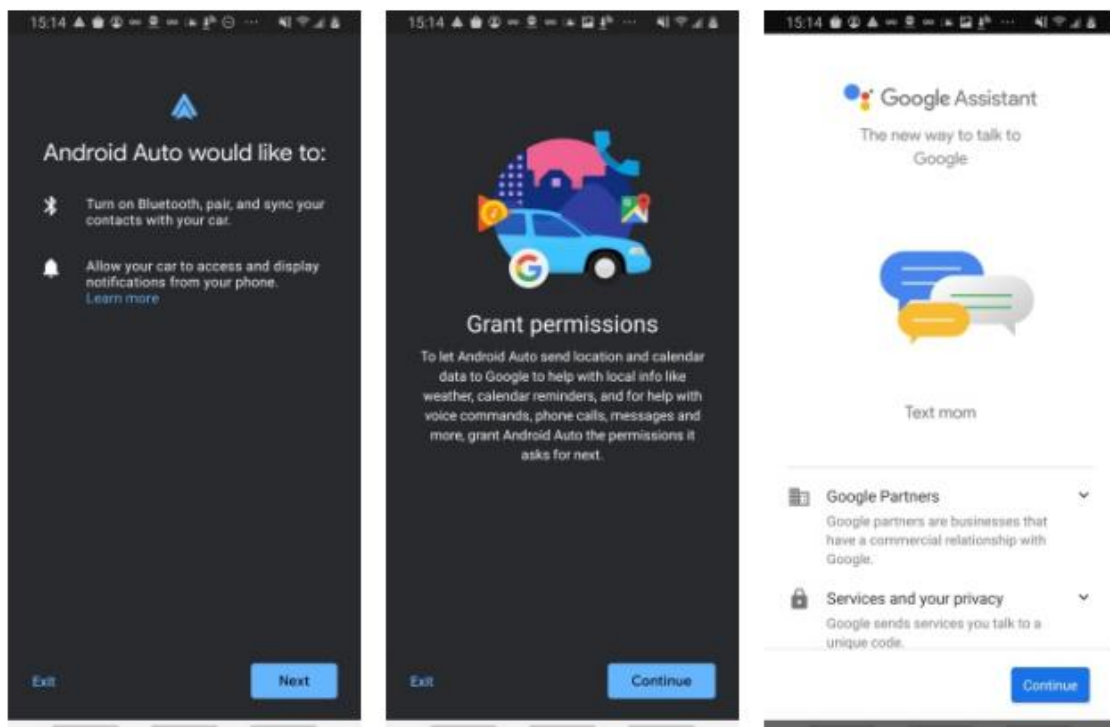 15:14
Android Auto would like to:
Turn on Bluetooth, pair, and sync your
contacts with your car.
Allow your car to access and display
notifications from your phone.
Learn more
Exit
Next
15:14
Grant permissions
To let Android Auto send location and calendar
data to Google to help with local info like
weather, calendar reminders, and for help with
voice commands, phone calls, messages and
more, grant Android Auto the permissions it
asks for next.
Exit
Continue
15:14
Google Assistant
The new way to talk to
Google
Text mom
Google Partners
Google partners are businesses that
have a commercial relationship with
Google.
Services and your privacy
Google sends services you talk to a
unique code.
Continue